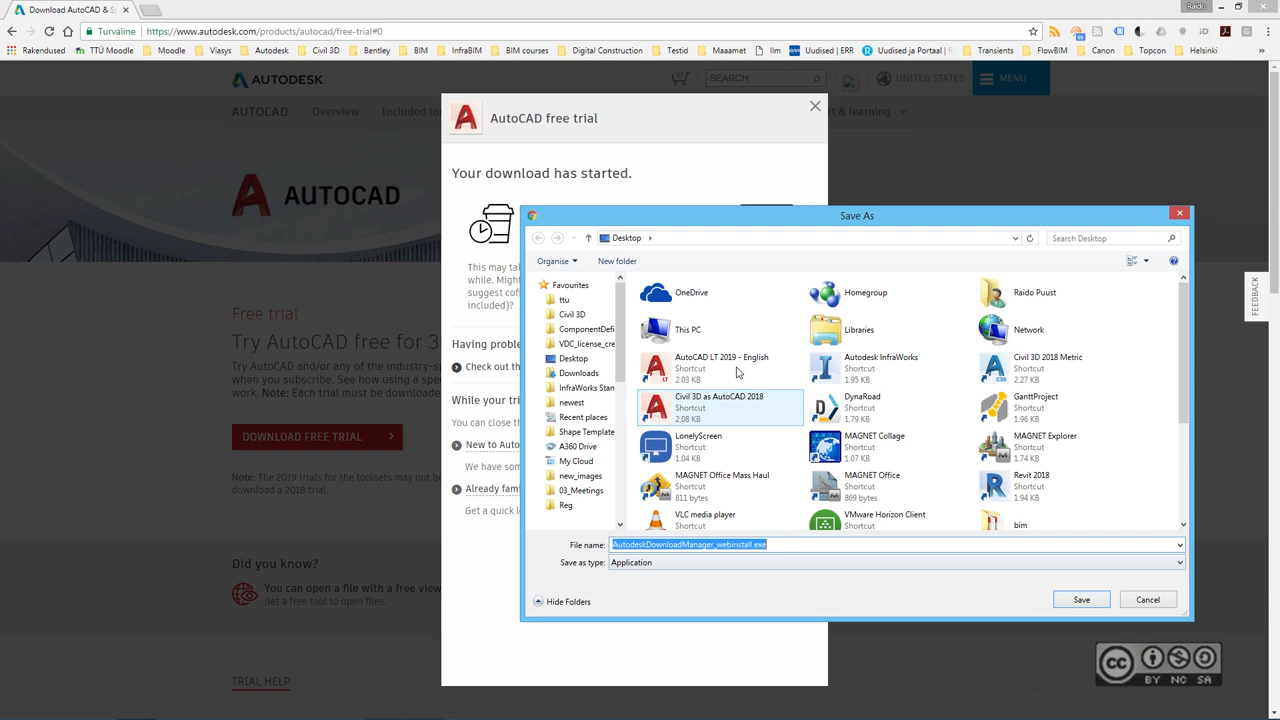 Download AutoCAD & S
Raido
Turvaline
https://www.autodesk.com/products/autocad/free-trial#0
Rakendused
TTÜ Moodle
Moodle
Viasys
Autodesk
Civil 3D
Bentley
BIM
InfraBIM
BIM courses
Digital Construction
Testid
Maaamet
Ilm
Uudised | ERR
Uudised ja Portaal | R
Transients
FlowBIM
Canon
Topcon
Helsinki
AUTODESK
0
SEARCH
UNITED STATES
MENU
AUTOCAD
Overview
Included to
rt & learning
AutoCAD free trial
AUTOCAD
Your download has started.
This may tak
while. Might
suggest coff
included)?
Having proble
Check out th
While your tri
You can close t
New to Auto
We have som
Already fami
Get a quick l
Free trial
Try AutoCAD free for 3
Try AutoCAD and/or any of the industry-sp
when you subscribe. See how using a spe
work. Note: Each trial must be downloade
DOWNLOAD FREE TRIAL
Note: The 2019 trials for the toolsets may not be
download a 2018 trial.
Did you know?
You can open a file with a free view
Get a free tool to open files.
TRIAL HELP
FEEDBACK
Save As
Desktop
Search Desktop
Organise
New folder
Favourites
ttu
Civil 3D
ComponentDefi
VDC_license_cre
Desktop
Downloads
InfraWorks Stan
newest
Recent places
Shape Template
A360 Drive
My Cloud
new_images
03_Meetings
Reg
OneDrive
Homegroup
Raido Puust
This PC
Libraries
Network
AutoCAD LT 2019 - English
Shortcut
2.03 KB
Autodesk InfraWorks
Shortcut
1.95 KB
Civil 3D 2018 Metric
Shortcut
2.27 KB
Civil 3D as AutoCAD 2018
Shortcut
2.08 KB
DynaRoad
Shortcut
1.79 KB
GanttProject
Shortcut
1.96 KB
LonelyScreen
Shortcut
1.04 KB
MAGNET Collage
Shortcut
1.07 KB
MAGNET Explorer
Shortcut
1.74 KB
MAGNET Office Mass Haul
Shortcut
811 bytes
MAGNET Office
Shortcut
869 bytes
Revit 2018
Shortcut
1.94 KB
VLC media player
Shortcut
VMware Horizon Client
Shortcut
bim
File name:
AutodeskDownloadManager_webinstall.exe
Save as type:
Application
Hide Folders
Save
Cancel
CC
BY NC SA